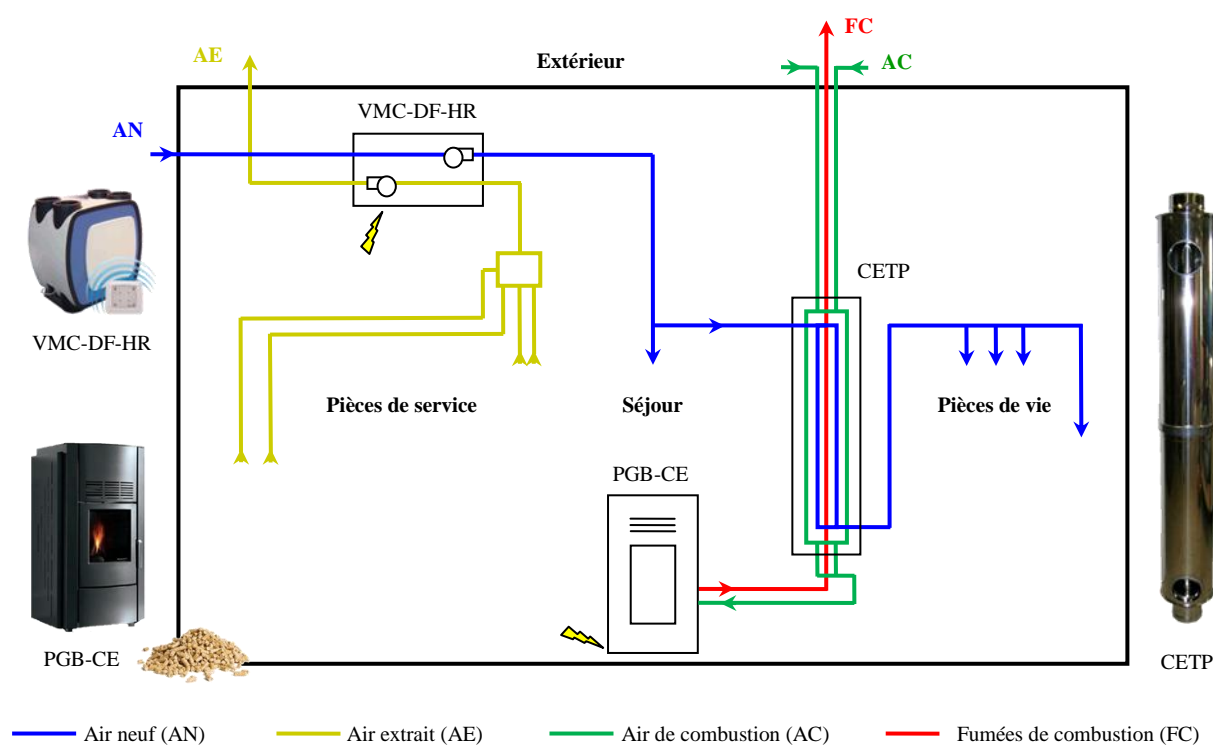 FC
AE
Extérieur
AC
VMC-DF-HR
AN
CETP
VMC-DF-HR
Pièces de service
Séjour
Pièces de vie
PGB-CE
PGB-CE
CETP
Air neuf (AN)
Air extrait (AE)
Air de combustion (AC)
Fumées de combustion (FC)